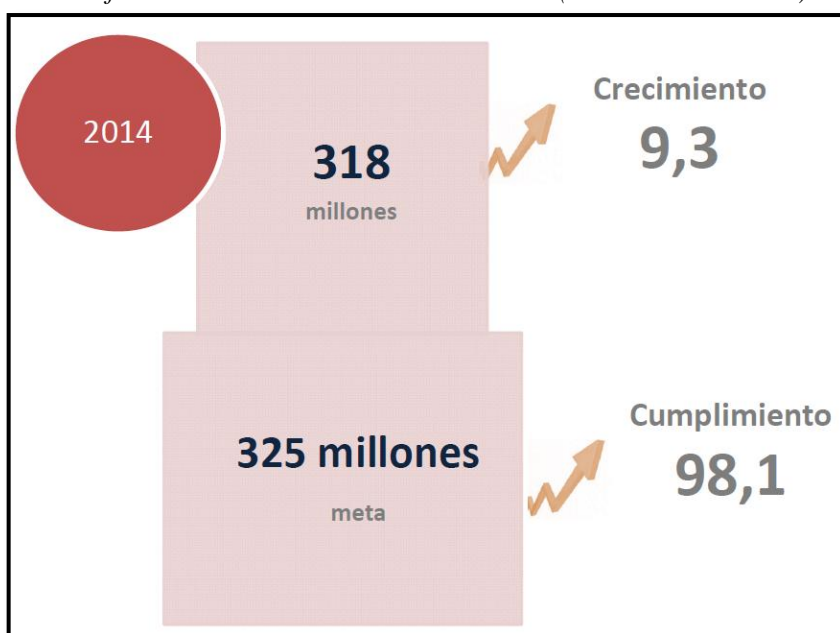 2014
318
millones
Crecimiento
9,3
325 millones
meta
Cumplimiento
98,1